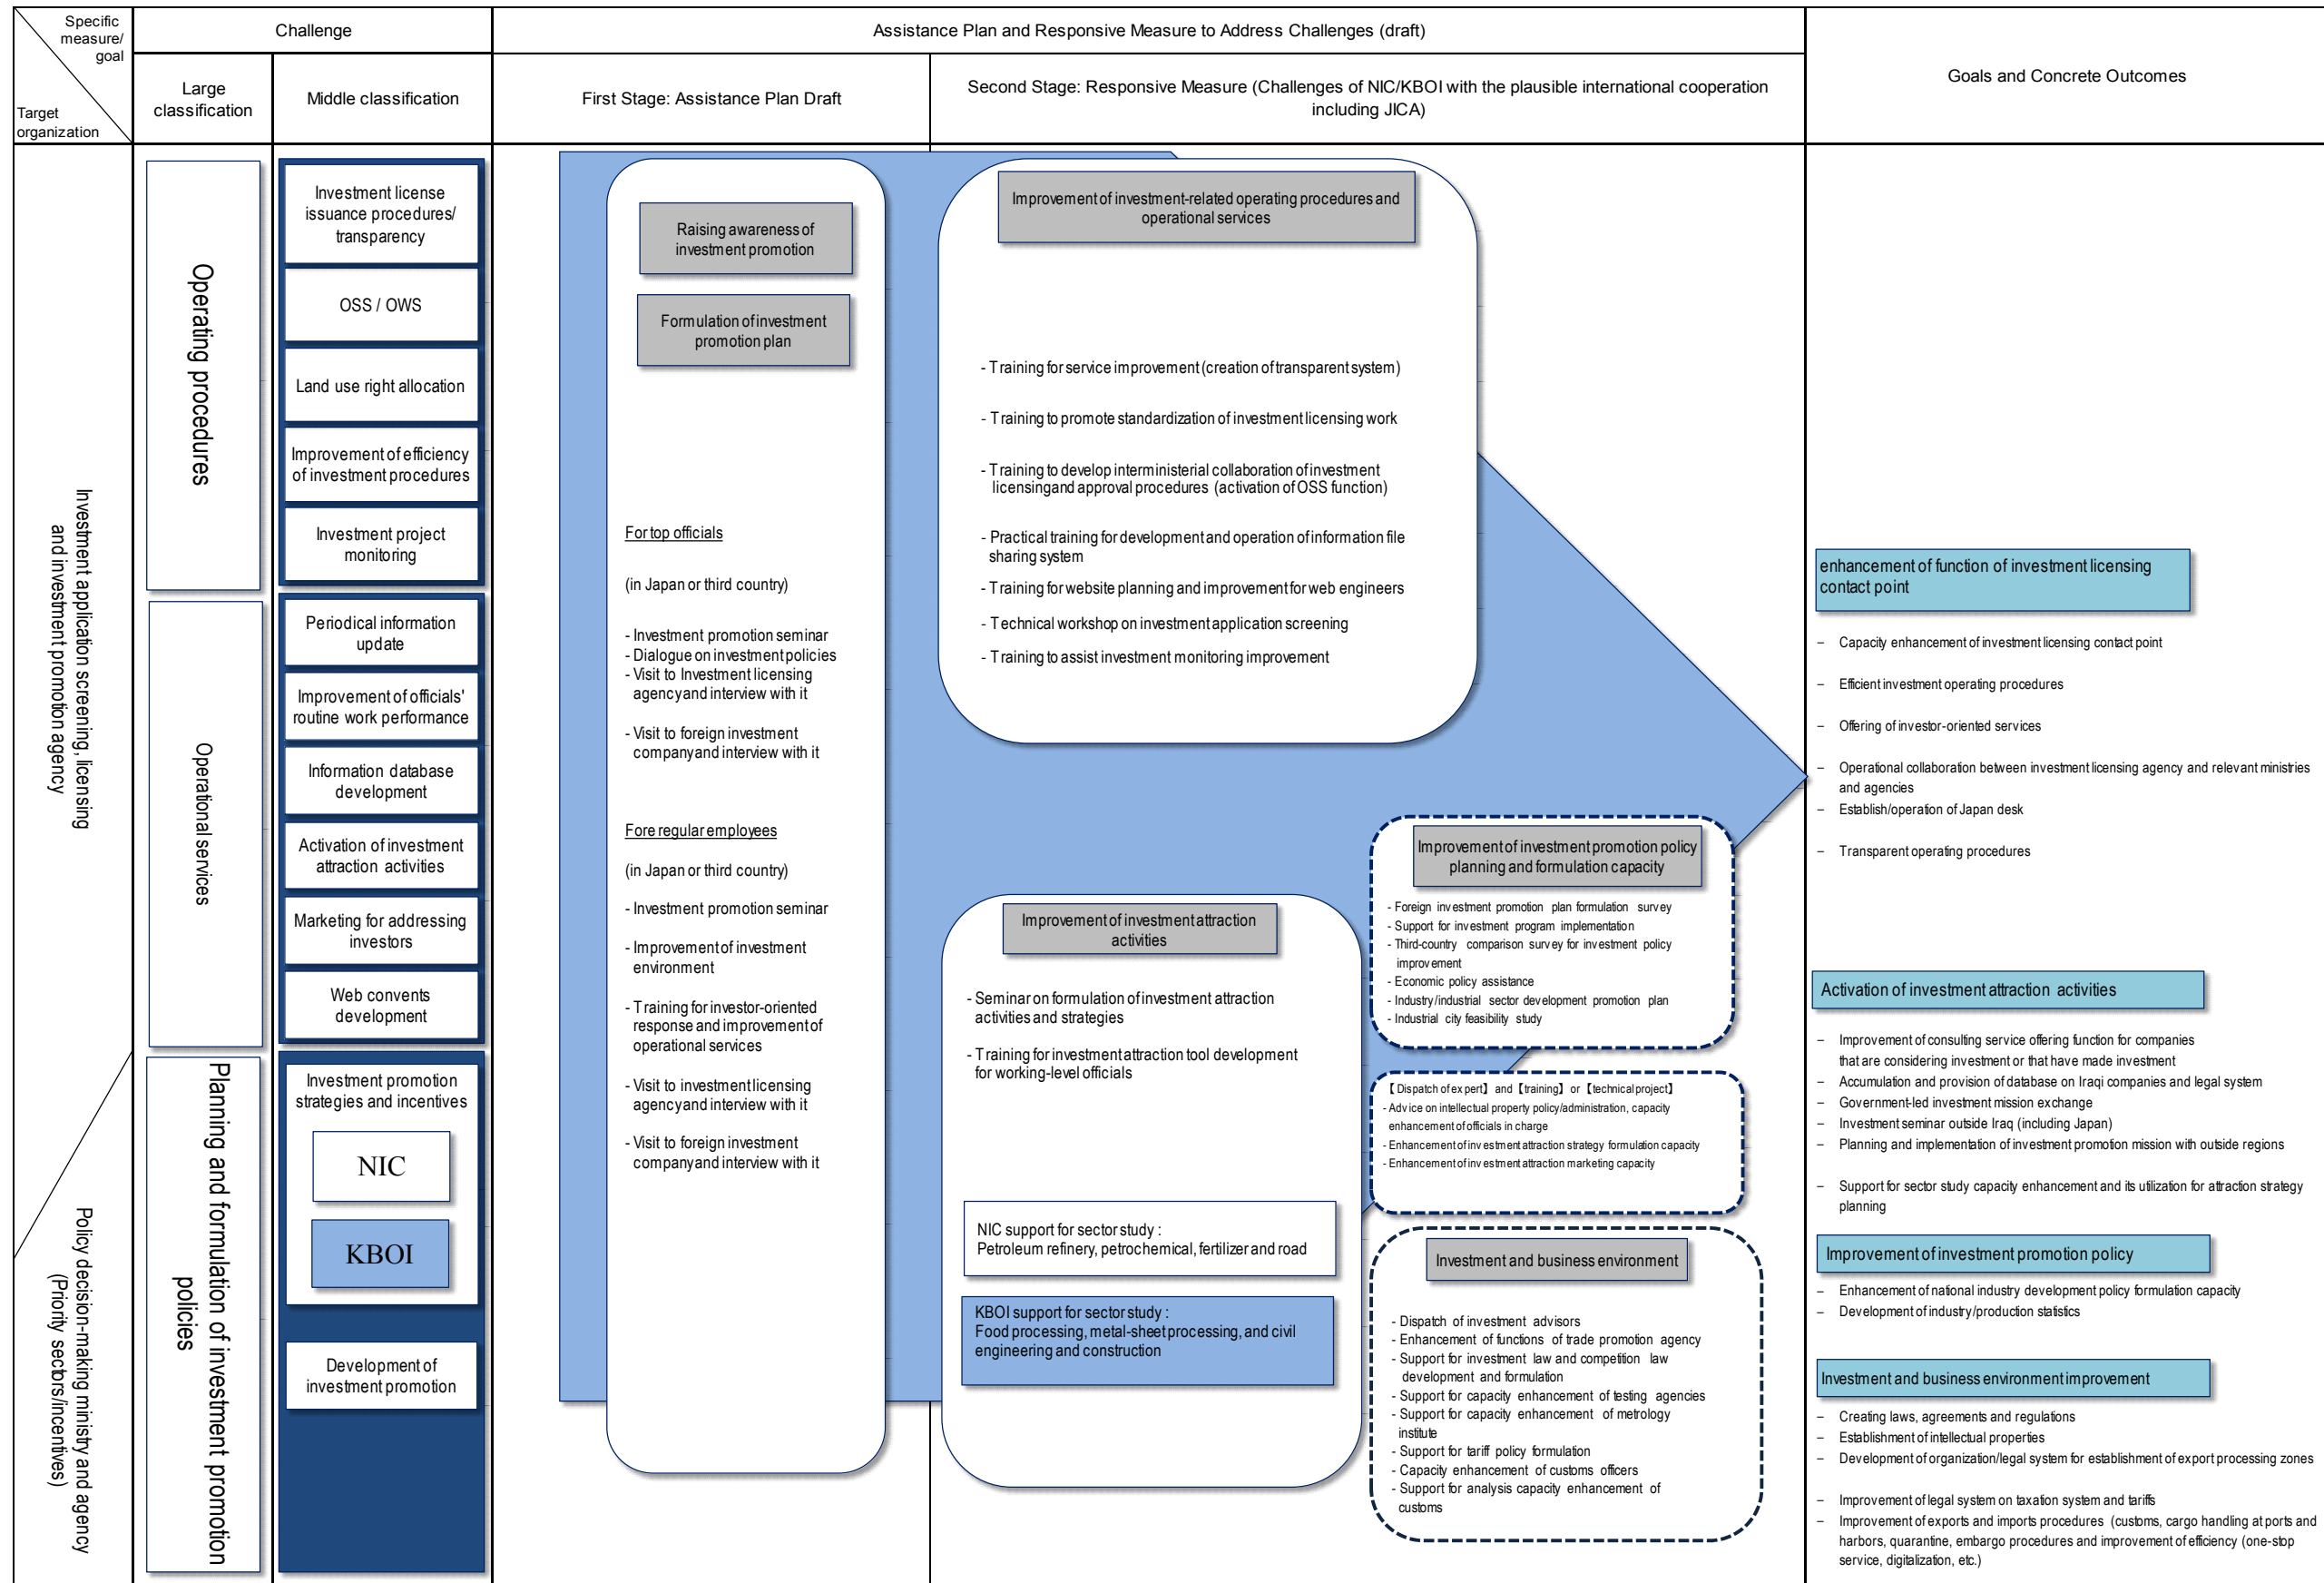 Specific
measure/
goal
Target
organization
Challenge
Large
classification
Middle classification
Assistance Plan and Responsive Measure to Address Challenges (draft)
First Stage: Assistance Plan Draft
Second Stage: Responsive Measure (Challenges of NIC/KBOI with the plausible international cooperation
including JICA)
Goals and Concrete Outcomes
Investment application screening, licensing
and investment promotion agency
Policy decision-making ministry and agency
(Priority sectors/incentives)
Operating procedures
Operational services
Planning and formulation of investment promotion
policies
Investment license
issuance procedures/
transparency
OSS / OWS
Land use right allocation
Improvement of efficiency
of investment procedures
Investment project
monitoring
Periodical information
update
Improvement of officials'
routine work performance
Information database
development
Activation of investment
attraction activities
Marketing for addressing
investors
Web convents
development
Investment promotion
strategies and incentives
NIC
KBOI
Development of
investment promotion
Raising awareness of
investment promotion
Formulation of investment
promotion plan
For top officials
(in Japan or third country)
- Investment promotion seminar
- Dialogue on investment policies
- Visit to Investment licensing
agency and interview with it
- Visit to foreign investment
company and interview with it
Fore regular employees
(in Japan or third country)
- Investment promotion seminar
- Improvement of investment
environment
- Training for investor-oriented
response and improvement of
operational services
- Visit to investment licensing
agency and interview with it
- Visit to foreign investment
company and interview with it
Improvement of investment-related operating procedures and
operational services
- Training for service improvement (creation of transparent system)
- Training to promote standardization of investment licensing work
- Training to develop interministerial collaboration of investment
licensingand approval procedures (activation of OSS function)
- Practical training for development and operation of information file
sharing system
- Training for website planning and improvement for web engineers
- Technical workshop on investment application screening
- Training to assist investment monitoring improvement
Improvement of investment attraction
activities
- Seminar on formulation of investment attraction
activities and strategies
- Training for investment attraction tool development
for working-level officials
NIC support for sector study :
Petroleum refinery, petrochemical, fertilizer and road
KBOI support for sector study :
Food processing, metal-sheet processing, and civil
engineering and construction
Improvement of investment promotion policy
planning and formulation capacity
- Foreign investment promotion plan formulation survey
- Support for investment program implementation
- Third-country comparison survey for investment policy
improvement
- Economic policy assistance
- Industry/industrial sector development promotion plan
- Industrial city feasibility study
【Dispatch of expert】 and 【training】 or 【technical project】
- Advice on intellectual property policy/administration, capacity
enhancement of officials in charge
- Enhancement of investment attraction strategy formulation capacity
- Enhancement of investment attraction marketing capacity
Investment and business environment
- Dispatch of investment advisors
- Enhancement of functions of trade promotion agency
- Support for investment law and competition law
development and formulation
- Support for capacity enhancement of testing agencies
- Support for capacity enhancement of metrology
institute
- Support for tariff policy formulation
- Capacity enhancement of customs officers
- Support for analysis capacity enhancement of
customs
enhancement of function of investment licensing
contact point
– Capacity enhancement of investment licensing contact point
– Efficient investment operating procedures
– Offering of investor-oriented services
– Operational collaboration between investment licensing agency and relevant ministries
and agencies
– Establish/operation of Japan desk
– Transparent operating procedures
Activation of investment attraction activities
– Improvement of consulting service offering function for companies
that are considering investment or that have made investment
– Accumulation and provision of database on Iraqi companies and legal system
– Government-led investment mission exchange
– Investment seminar outside Iraq (including Japan)
– Planning and implementation of investment promotion mission with outside regions
– Support for sector study capacity enhancement and its utilization for attraction strategy
planning
Improvement of investment promotion policy
– Enhancement of national industry development policy formulation capacity
– Development of industry/production statistics
Investment and business environment improvement
– Creating laws, agreements and regulations
– Establishment of intellectual properties
– Development of organization/legal system for establishment of export processing zones
– Improvement of legal system on taxation system and tariffs
– Improvement of exports and imports procedures (customs, cargo handling at ports and
harbors, quarantine, embargo procedures and improvement of efficiency (one-stop
service, digitalization, etc.)